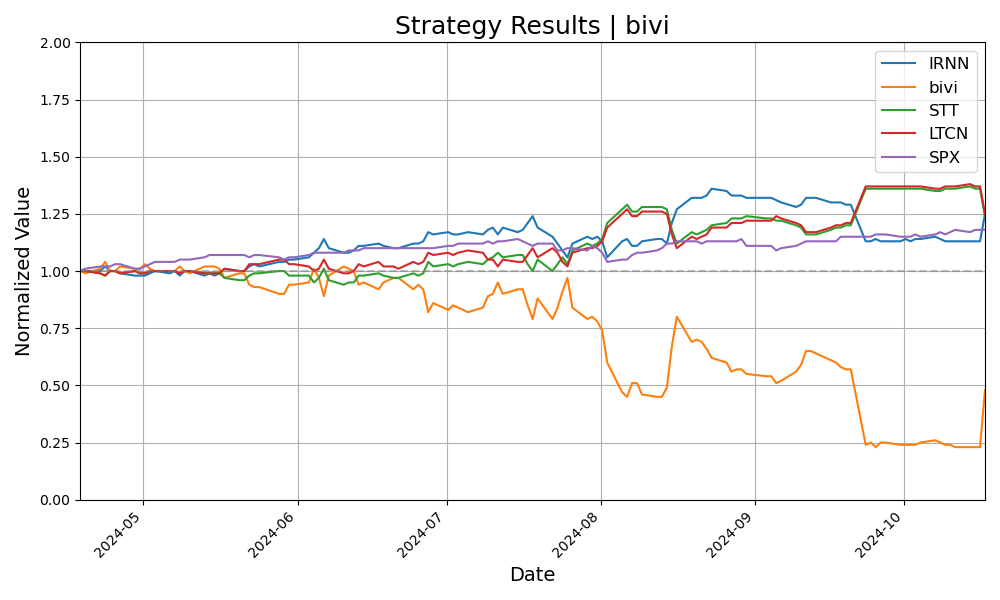 Strategy Results | bivi
Normalized Value
2.00
1.75
1.50
1.25
1.00
0.75
0.50
0.25
0.00
IRNN
bivi
STT
LTCN
SPX
2024-05
2024-06
2024-07
2024-08
2024-09
2024-10
Date